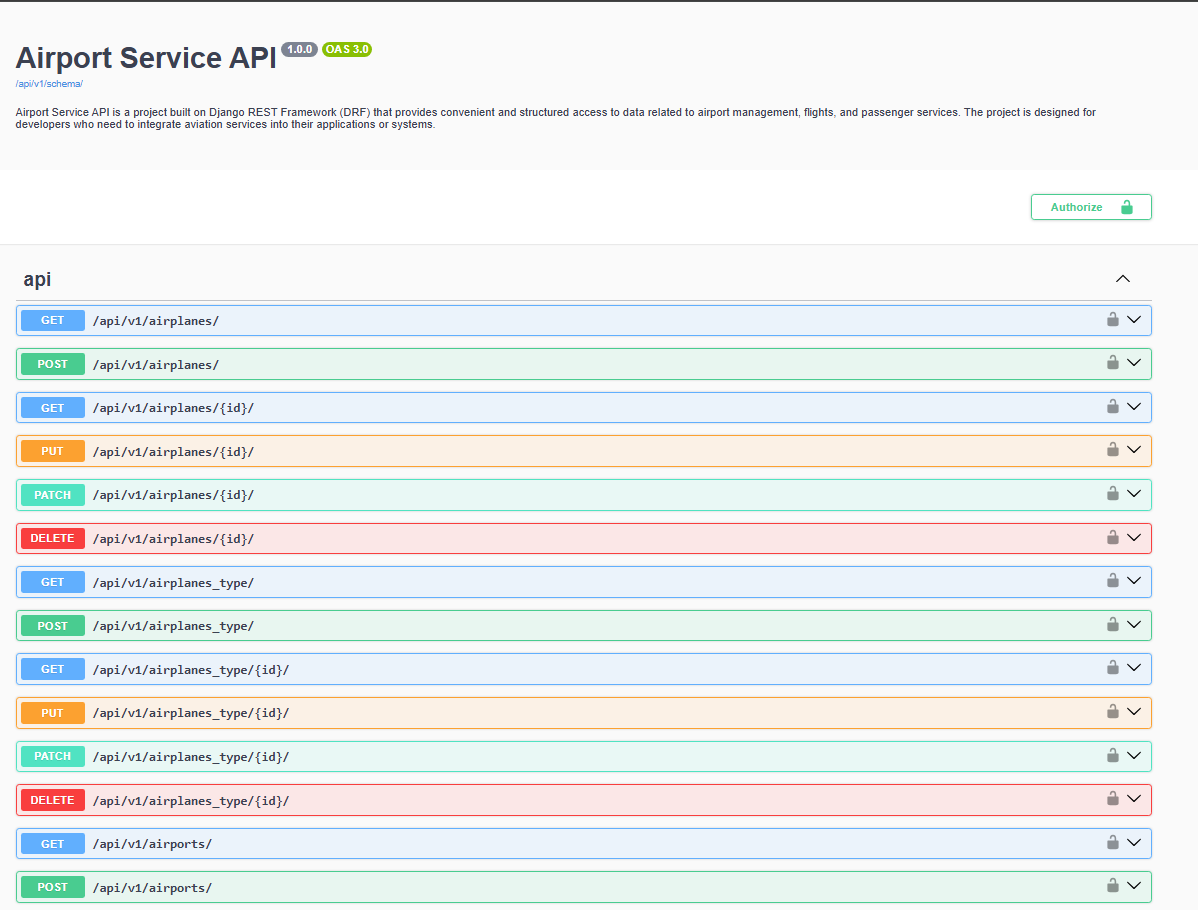 Airport Service API 1.0.0 OAS 3.0
/api/v1/schema/
Airport Service API is a project built on Django REST Framework (DRF) that provides convenient and structured access to data related to airport management, flights, and passenger services. The project is designed for
developers who need to integrate aviation services into their applications or systems.
Authorize
api
GET /api/v1/airplanes/
POST /api/v1/airplanes/
GET /api/v1/airplanes/{id}/
PUT /api/v1/airplanes/{id}/
PATCH /api/v1/airplanes/{id}/
DELETE /api/v1/airplanes/{id}/
GET /api/v1/airplanes_type/
POST /api/v1/airplanes_type/
GET /api/v1/airplanes_type/{id}/
PUT /api/v1/airplanes_type/{id}/
PATCH /api/v1/airplanes_type/{id}/
DELETE /api/v1/airplanes_type/{id}/
GET /api/v1/airports/
POST /api/v1/airports/